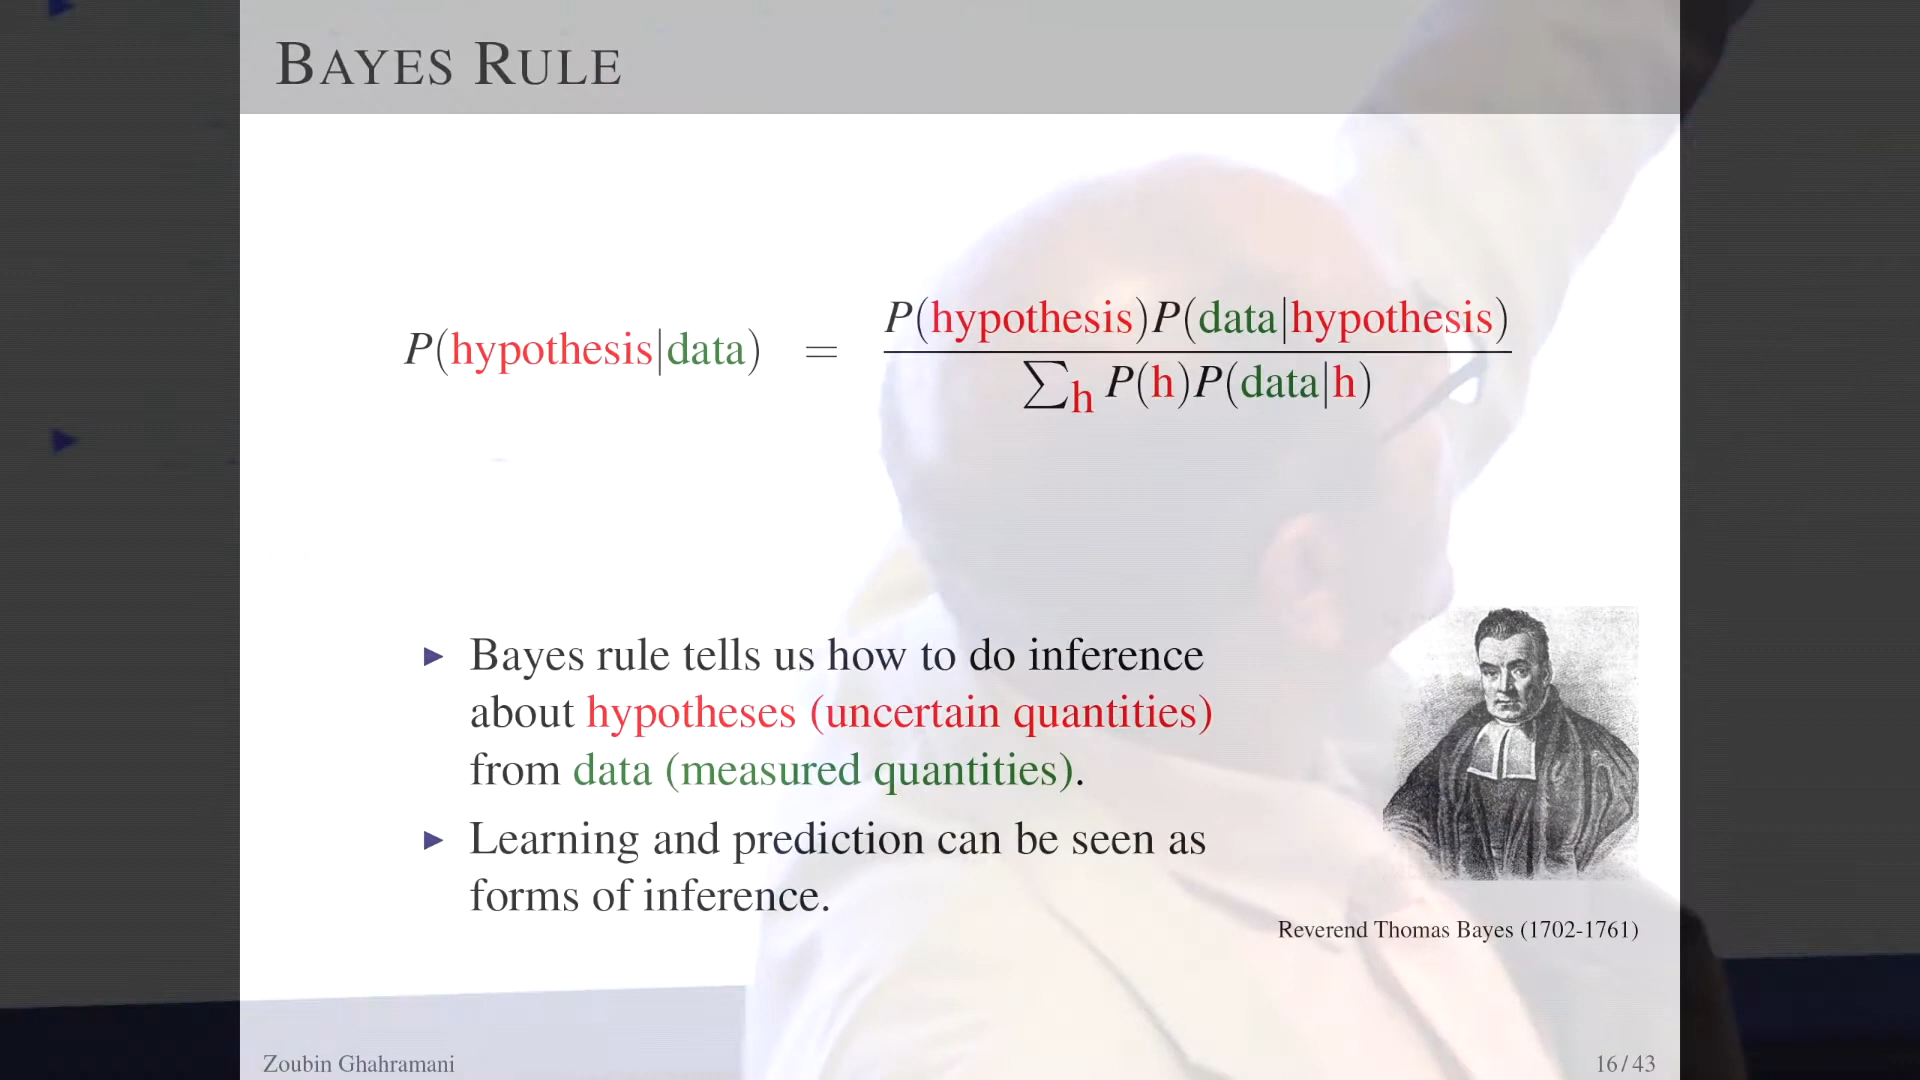 BAYES RULE
P(hypothesis|data) = P(hypothesis)P(data|hypothesis) / ∑h P(h)P(data|h)
Bayes rule tells us how to do inference
about hypotheses (uncertain quantities)
from data (measured quantities).
Learning and prediction can be seen as
forms of inference.
Reverend Thomas Bayes (1702-1761)
Zoubin Ghahramani
16 / 43